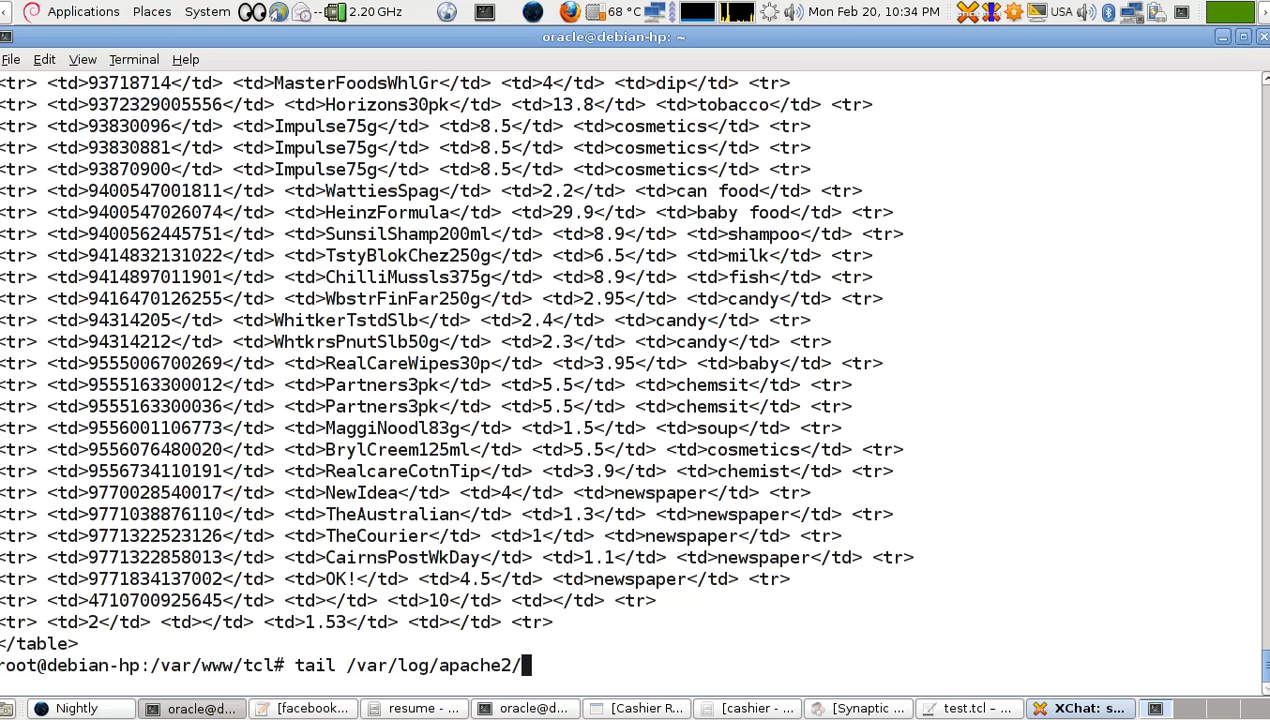 Applications Places System 2.20 GHz 68 °C Mon Feb 20, 10:34 PM USA
oracle@debian-hp: ~
File Edit View Terminal Help
<tr> <td>93718714</td> <td>MasterFoodsWhlGr</td> <td>4</td> <td>dip</td> <tr>
<tr> <td>9372329005556</td> <td>Horizons30pk</td> <td>13.8</td> <td>tobacco</td> <tr>
<tr> <td>93830096</td> <td>Impulse75g</td> <td>8.5</td> <td>cosmetics</td> <tr>
<tr> <td>93830881</td> <td>Impulse75g</td> <td>8.5</td> <td>cosmetics</td> <tr>
<tr> <td>93870900</td> <td>Impulse75g</td> <td>8.5</td> <td>cosmetics</td> <tr>
<tr> <td>9400547001811</td> <td>WattiesSpag</td> <td>2.2</td> <td>can food</td> <tr>
<tr> <td>9400547026074</td> <td>HeinzFormula</td> <td>29.9</td> <td>baby food</td> <tr>
<tr> <td>9400562445751</td> <td>SunsilShamp200ml</td> <td>8.9</td> <td>shampoo</td> <tr>
<tr> <td>9414832131022</td> <td>TstyBlokChez250g</td> <td>6.5</td> <td>milk</td> <tr>
<tr> <td>9414897011901</td> <td>ChilliMussls375g</td> <td>8.9</td> <td>fish</td> <tr>
<tr> <td>9416470126255</td> <td>WbstrFinFar250g</td> <td>2.95</td> <td>candy</td> <tr>
<tr> <td>94314205</td> <td>WhitkerTstdSlb</td> <td>2.4</td> <td>candy</td> <tr>
<tr> <td>94314212</td> <td>WhtkrsPnutSlb50g</td> <td>2.3</td> <td>candy</td> <tr>
<tr> <td>9555006700269</td> <td>RealCareWipes30p</td> <td>3.95</td> <td>baby</td> <tr>
<tr> <td>9555163300012</td> <td>Partners3pk</td> <td>5.5</td> <td>chemsit</td> <tr>
<tr> <td>9555163300036</td> <td>Partners3pk</td> <td>5.5</td> <td>chemsit</td> <tr>
<tr> <td>9556001106773</td> <td>MaggiNoodl83g</td> <td>1.5</td> <td>soup</td> <tr>
<tr> <td>9556076480020</td> <td>BrylCreem125ml</td> <td>5.5</td> <td>cosmetics</td> <tr>
<tr> <td>9556734110191</td> <td>RealcareCotnTip</td> <td>3.9</td> <td>chemist</td> <tr>
<tr> <td>9770028540017</td> <td>NewIdea</td> <td>4</td> <td>newspaper</td> <tr>
<tr> <td>9771038876110</td> <td>TheAustralian</td> <td>1.3</td> <td>newspaper</td> <tr>
<tr> <td>9771322523126</td> <td>TheCourier</td> <td>1</td> <td>newspaper</td> <tr>
<tr> <td>9771322858013</td> <td>CairnsPostWkDay</td> <td>1.1</td> <td>newspaper</td> <tr>
<tr> <td>9771834137002</td> <td>OK!</td> <td>4.5</td> <td>newspaper</td> <tr>
<tr> <td>4710700925645</td> <td></td> <td>10</td> <td></td> <tr>
<tr> <td>2</td> <td></td> <td>1.53</td> <td></td> <tr>
</table>
root@debian-hp:/var/www/tcl# tail /var/log/apache2/
Nightly oracle@d... [facebook... resume - ... oracle@d... [Cashier R... [cashier - ... [Synaptic ... test.tcl - ... XChat: s...